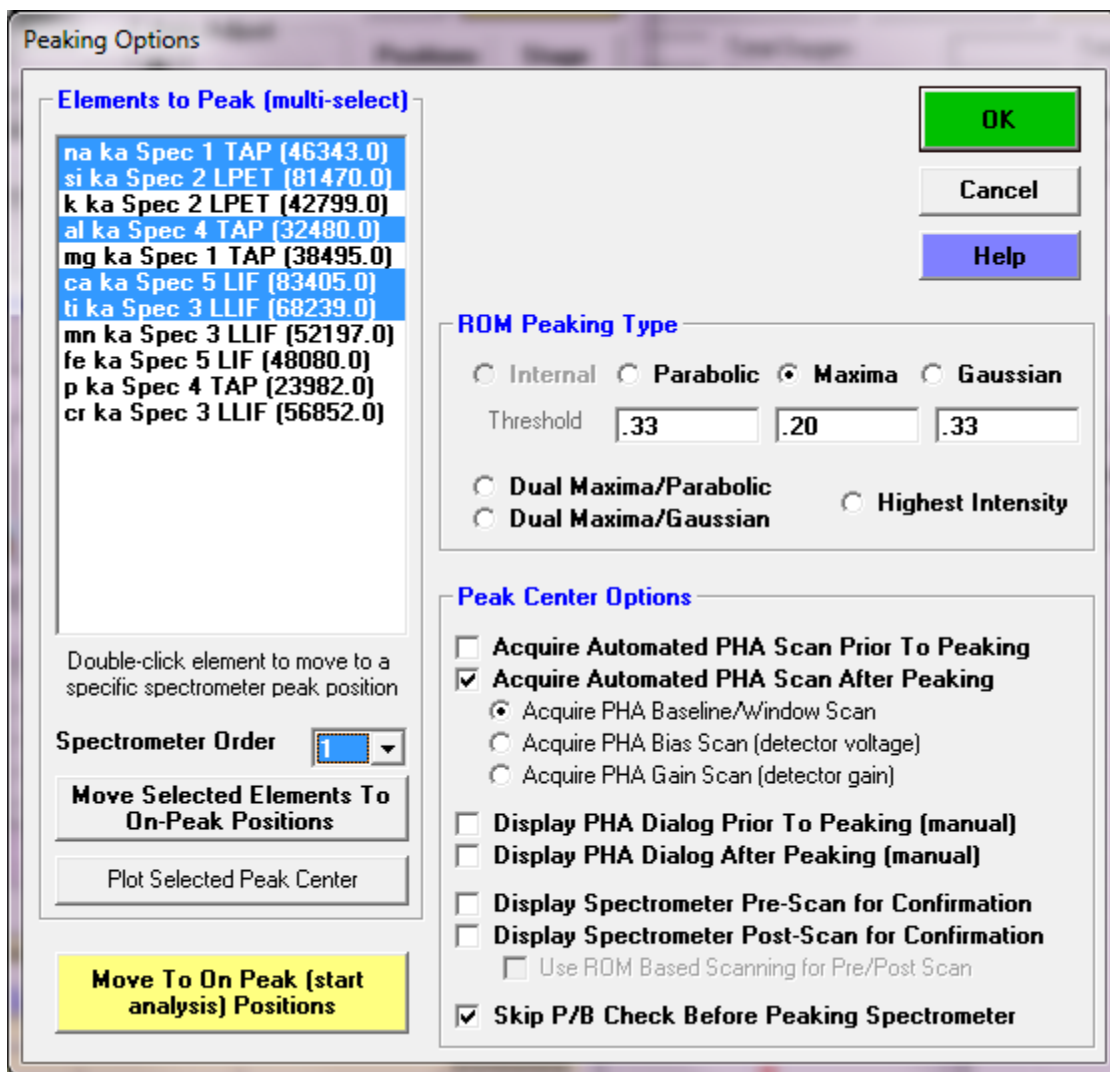 Peaking Options
Elements to Peak (multi-select)
na ka Spec 1 TAP (46343.0)
si ka Spec 2 LPET (81470.0)
k ka Spec 2 LPET (42799.0)
al ka Spec 4 TAP (32480.0)
mg ka Spec 1 TAP (38495.0)
ca ka Spec 5 LIF (83405.0)
ti ka Spec 3 LLIF (68239.0)
mn ka Spec 3 LLIF (52197.0)
fe ka Spec 5 LIF (48080.0)
p ka Spec 4 TAP (23982.0)
cr ka Spec 3 LLIF (56852.0)
Double-click element to move to a
specific spectrometer peak position
Spectrometer Order 1
Move Selected Elements To
On-Peak Positions
Plot Selected Peak Center
Move To On Peak (start
analysis) Positions
OK
Cancel
Help
ROM Peaking Type
Internal Parabolic Maxima Gaussian
Threshold .33 .20 .33
Dual Maxima/Parabolic
Dual Maxima/Gaussian
Highest Intensity
Peak Center Options
Acquire Automated PHA Scan Prior To Peaking
Acquire Automated PHA Scan After Peaking
Acquire PHA Baseline/Window Scan
Acquire PHA Bias Scan (detector voltage)
Acquire PHA Gain Scan (detector gain)
Display PHA Dialog Prior To Peaking (manual)
Display PHA Dialog After Peaking (manual)
Display Spectrometer Pre-Scan for Confirmation
Display Spectrometer Post-Scan for Confirmation
Use ROM Based Scanning for Pre/Post Scan
Skip P/B Check Before Peaking Spectrometer